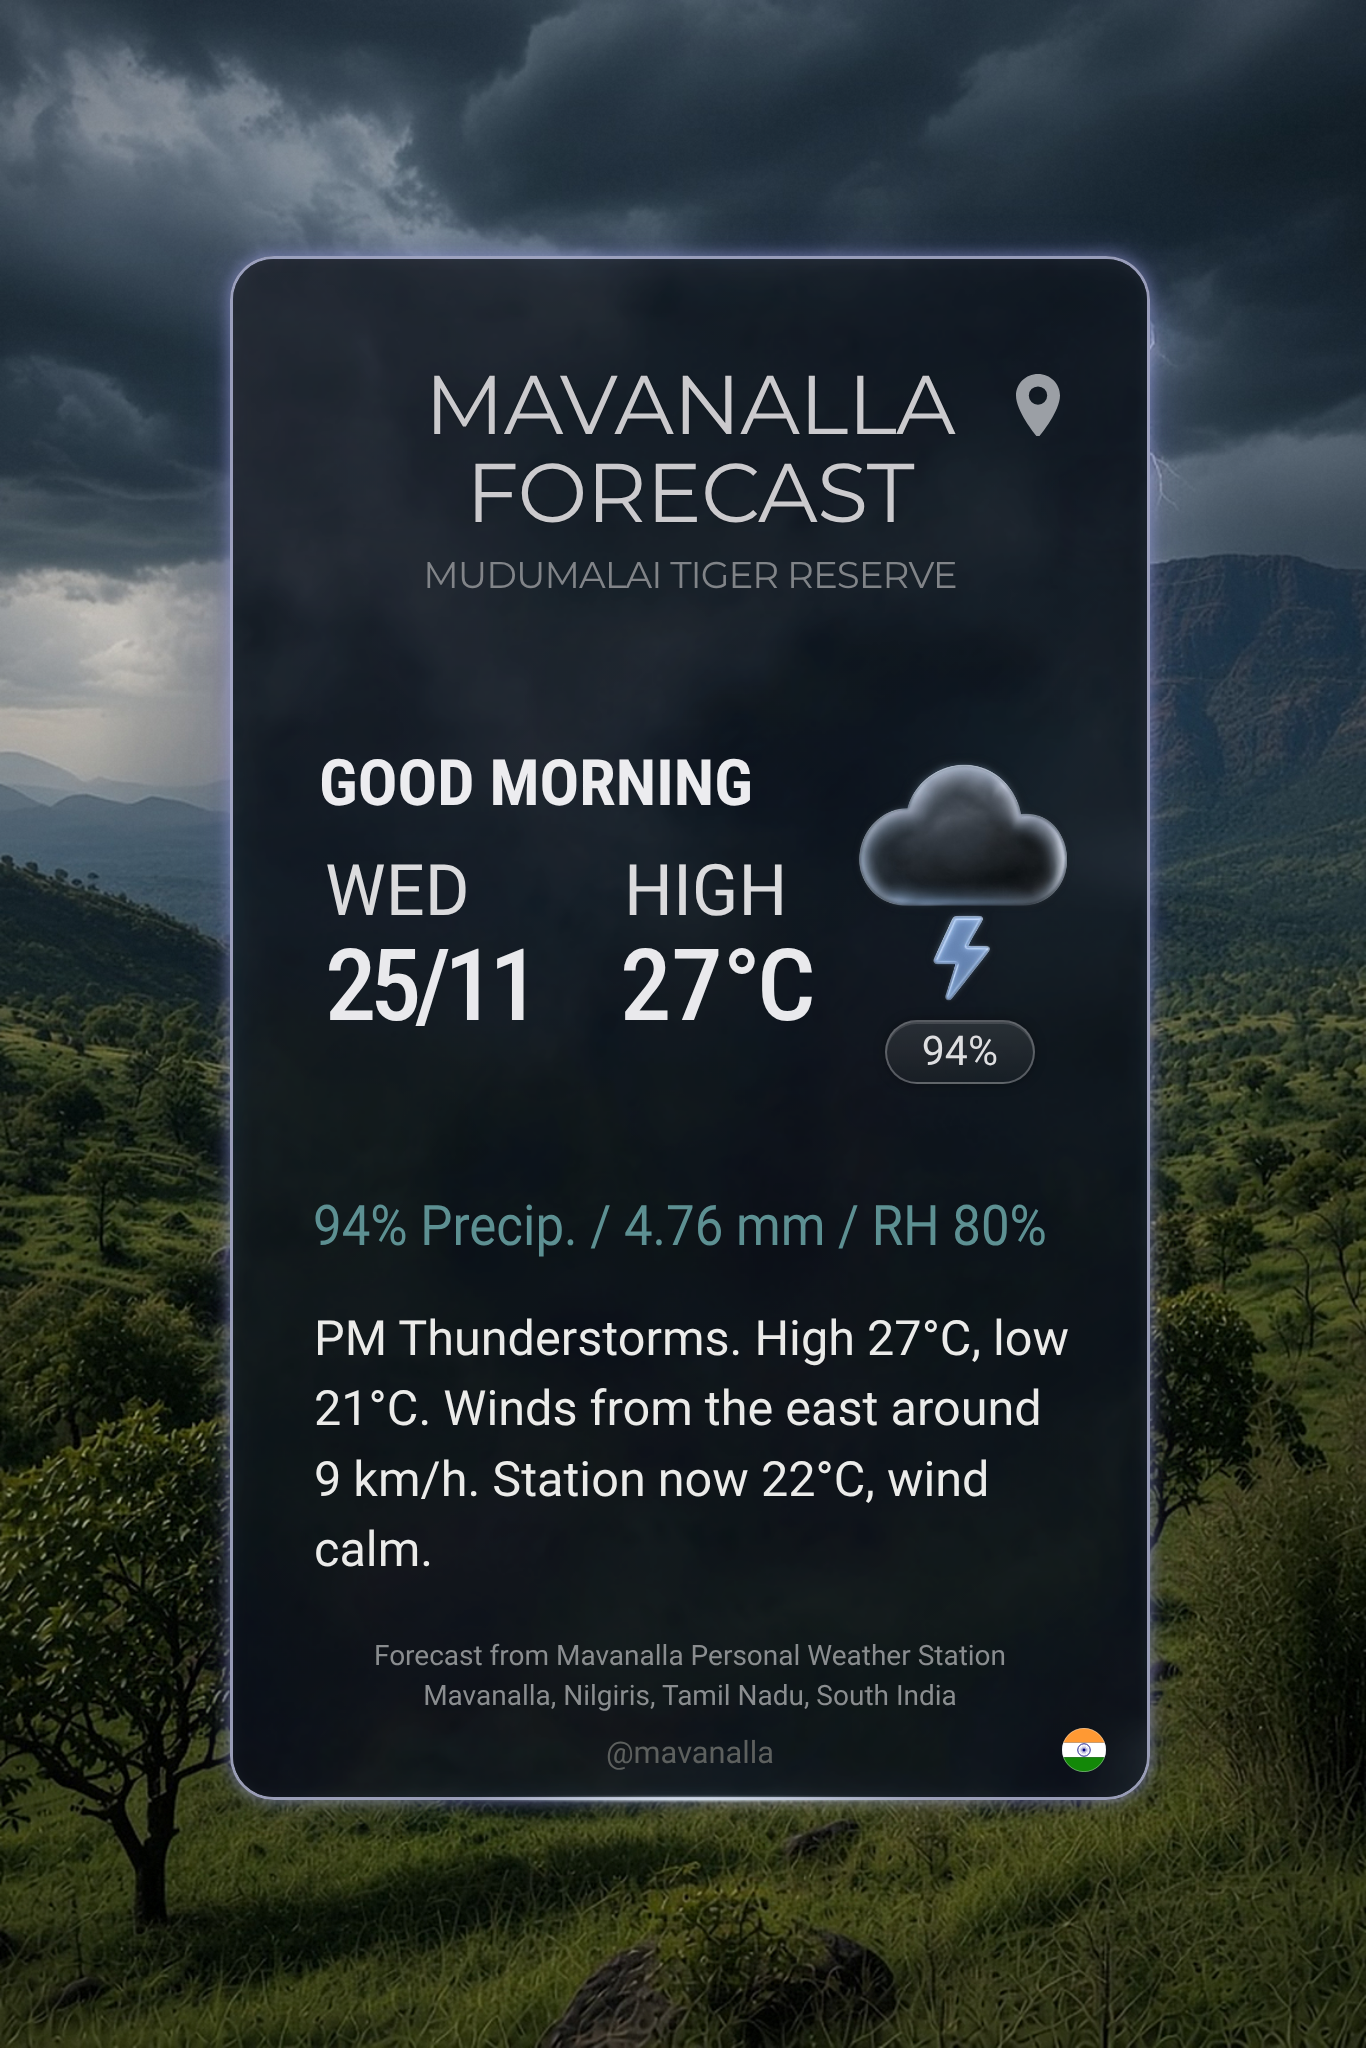 MAVANALLA
FORECAST
MUDUMALAI TIGER RESERVE
GOOD MORNING
WED
25/11
HIGH
27°C
94%
94% Precip. / 4.76 mm / RH 80%
PM Thunderstorms. High 27°C, low
21°C. Winds from the east around
9 km/h. Station now 22°C, wind
calm.
Forecast from Mavanalla Personal Weather Station
Mavanalla, Nilgiris, Tamil Nadu, South India
@mavanalla